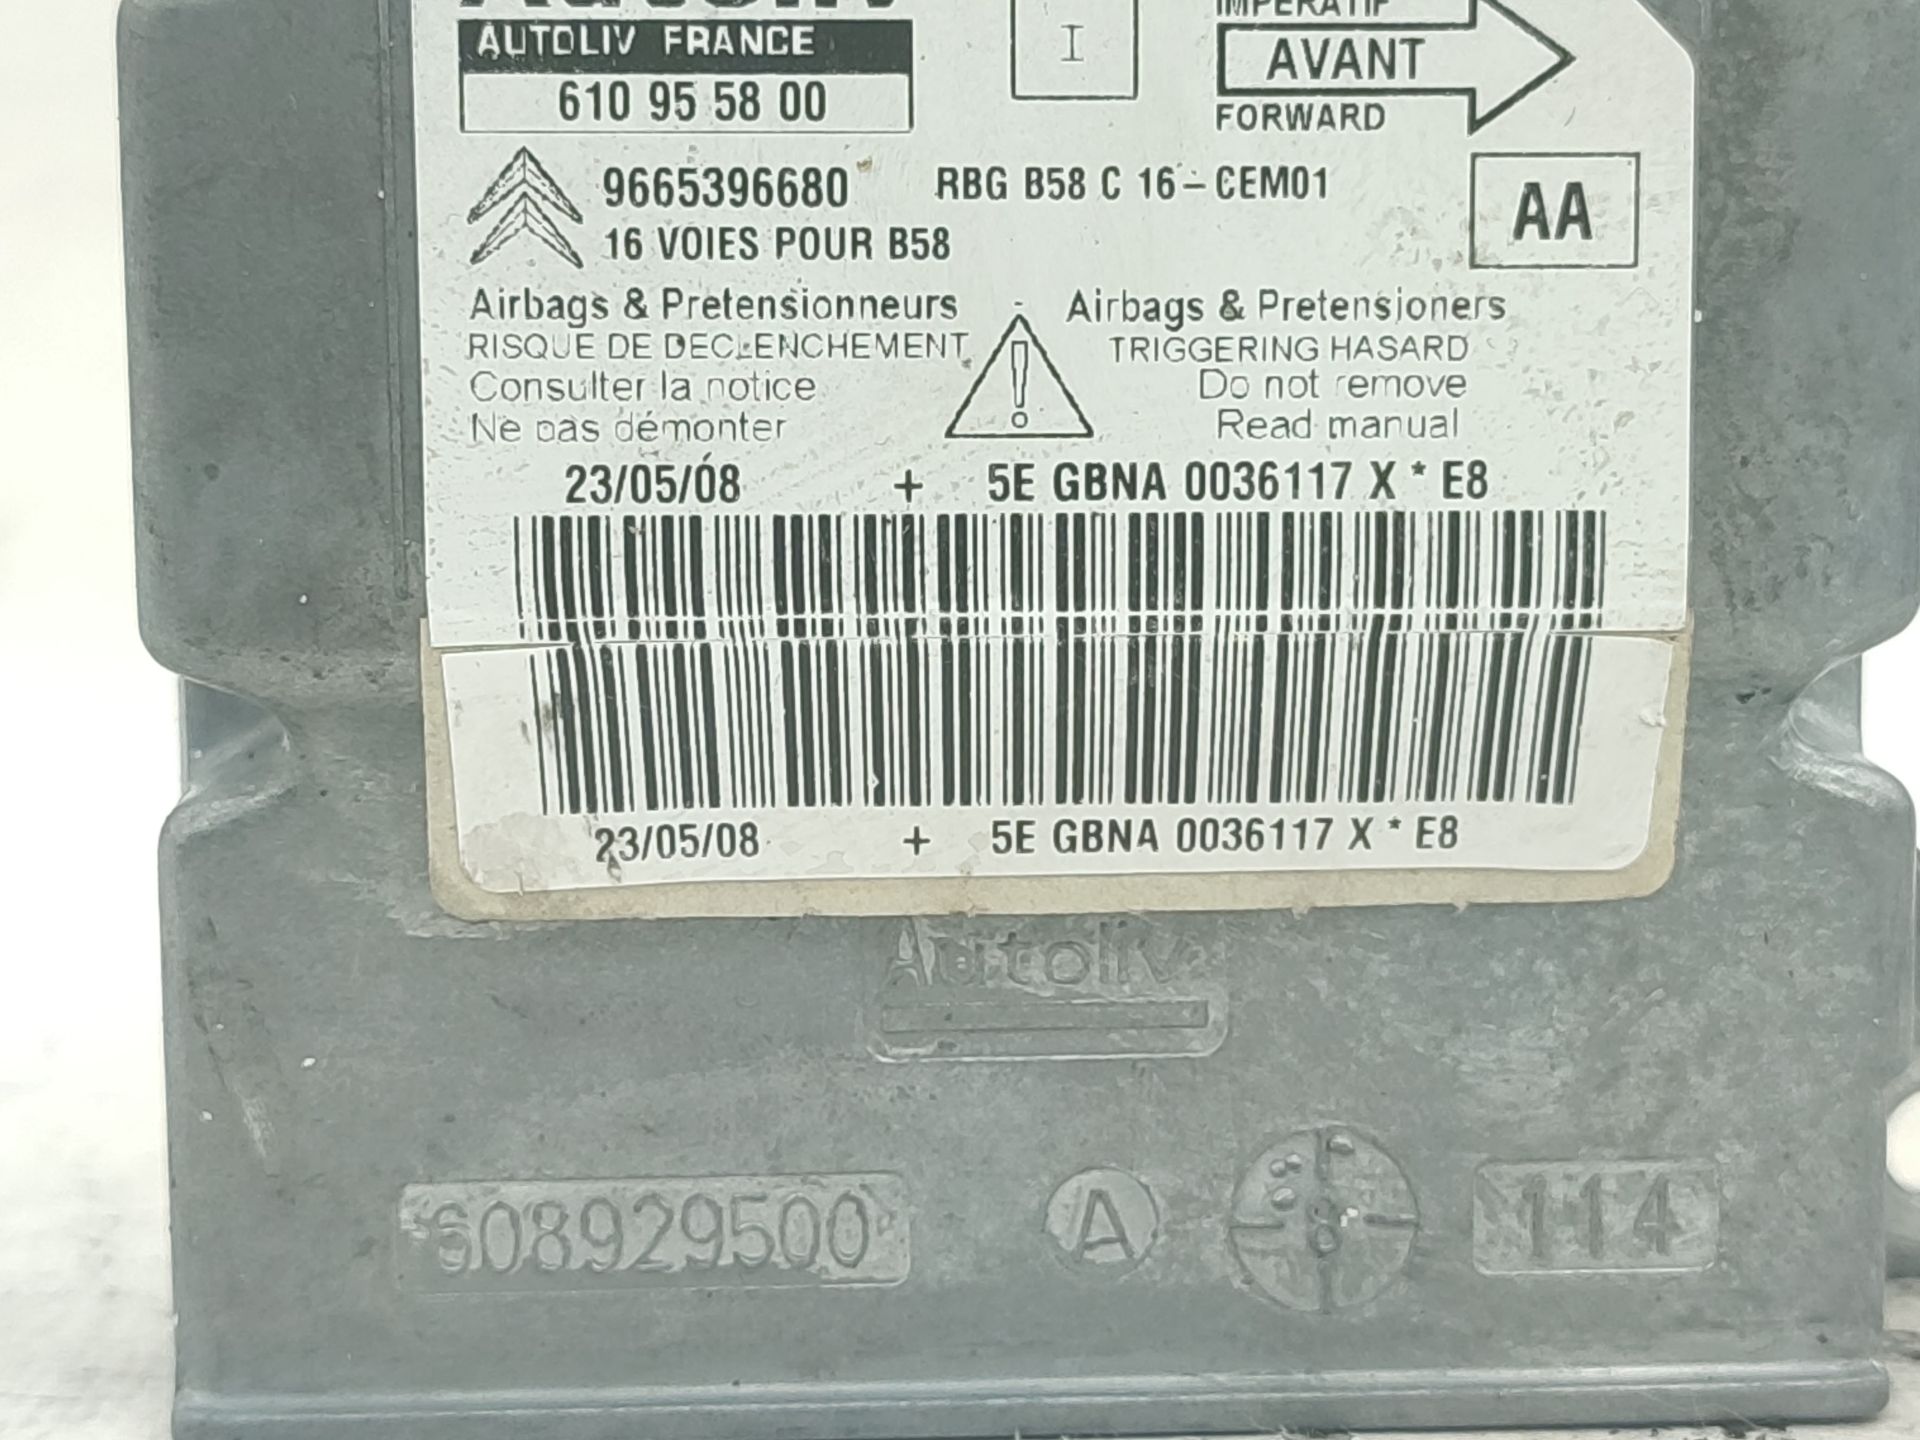 Autoliv
IMPERATIF
AUTOLIV FRANCE
I
AVANT
610 95 58 00
FORWARD
9665396680
RBG B58 C 16-CEM01
AA
16 VOIES POUR B58
Airbags & Pretensionneurs
Airbags & Pretensioners
RISQUE DE DECLENCHEMENT
TRIGGERING HASARD
Consulter la notice
Do not remove
Ne pas démonter
Read manual
23/05/08 + 5E GBNA 0036117 X * E8
23/05/08 + 5E GBNA 0036117 X * E8
Autoliv
608929500
A
8
114